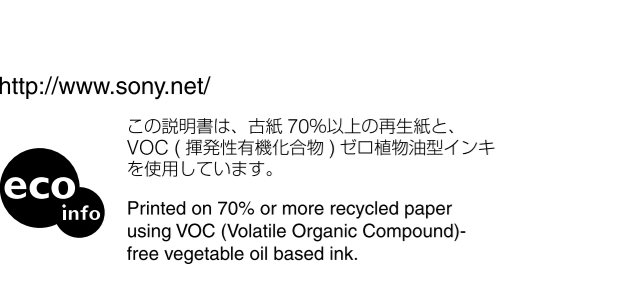 http://www.sony.net/
この説明書は、古紙 70%以上の再生紙と、
VOC ( 揮発性有機化合物 ) ゼロ植物油型インキ
を使用しています。
eco
info
Printed on 70% or more recycled paper
using VOC (Volatile Organic Compound)-
free vegetable oil based ink.